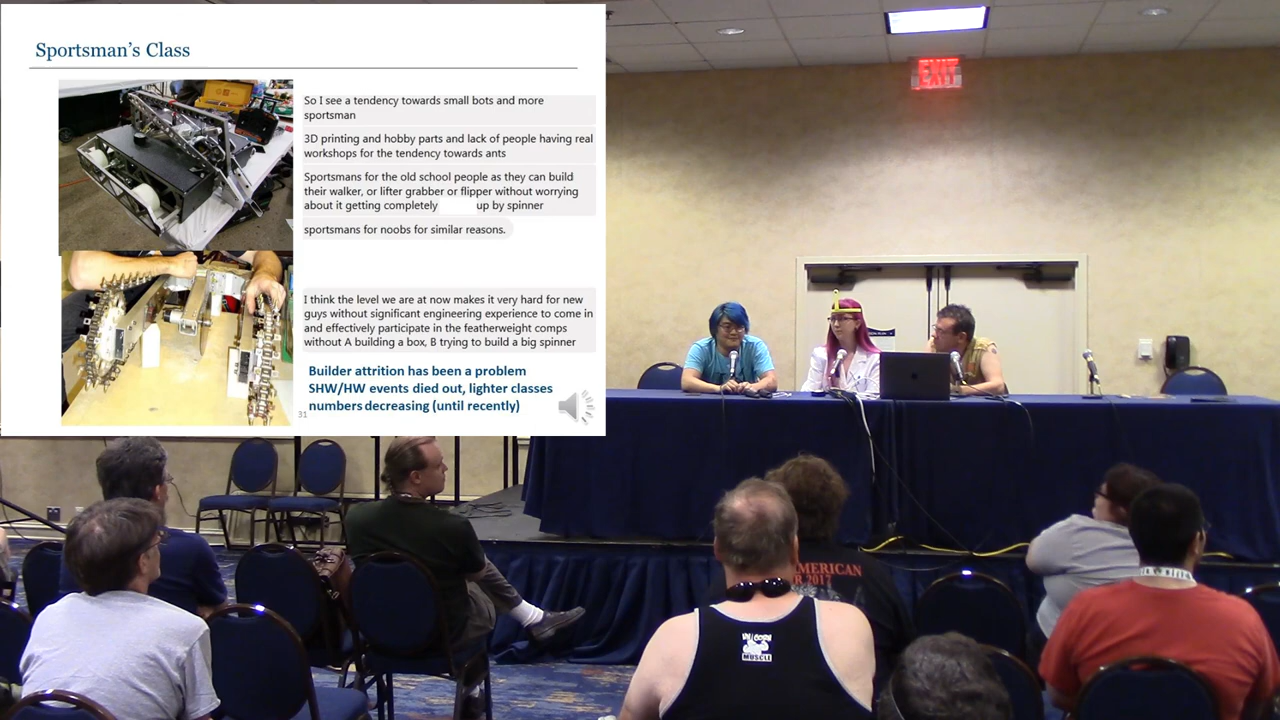 Sportsman's Class
So I see a tendency towards small bots and more
sportsman
3D printing and hobby parts and lack of people having real
workshops for the tendency towards ants
Sportsmans for the old school people as they can build
their walker, or lifter grabber or flipper without worrying
about it getting completely up by spinner
sportsmans for noobs for similar reasons.
I think the level we are at now makes it very hard for new
guys without significant engineering experience to come in
and effectively participate in the featherweight comps
without A building a box, B trying to build a big spinner
Builder attrition has been a problem
SHW/HW events died out, lighter classes
numbers decreasing (until recently)
31
EXIT
MERICAN
R 2017
UNICORN
MUSCLE